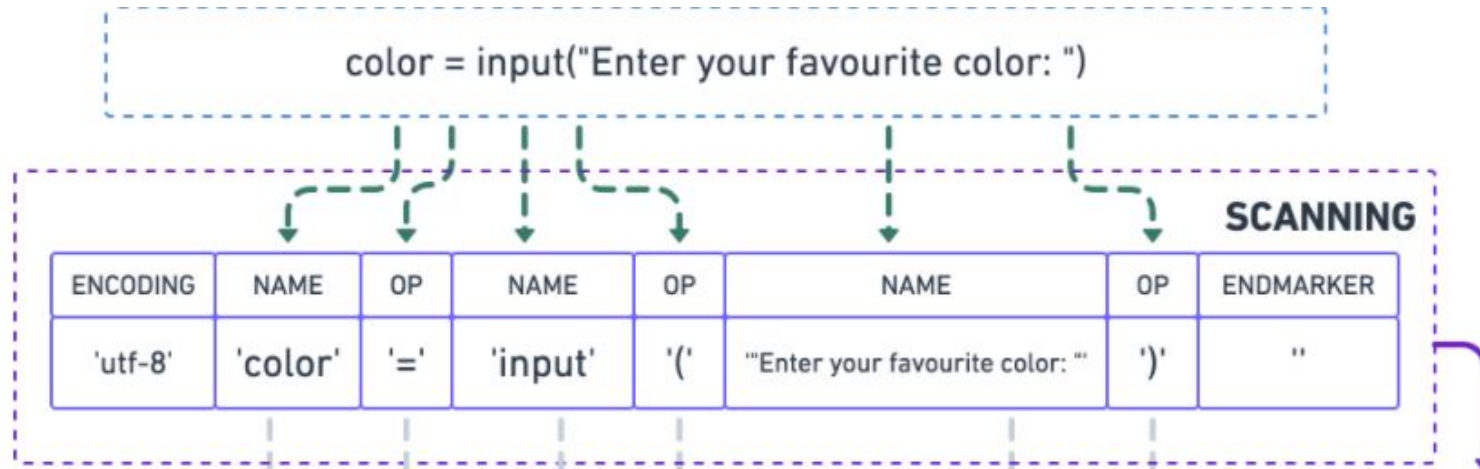 color = input("Enter your favourite color: ")
SCANNING
ENCODING NAME OP NAME OP NAME OP ENDMARKER
'utf-8' 'color' '=' 'input' '(' '"Enter your favourite color: "' ')' ''